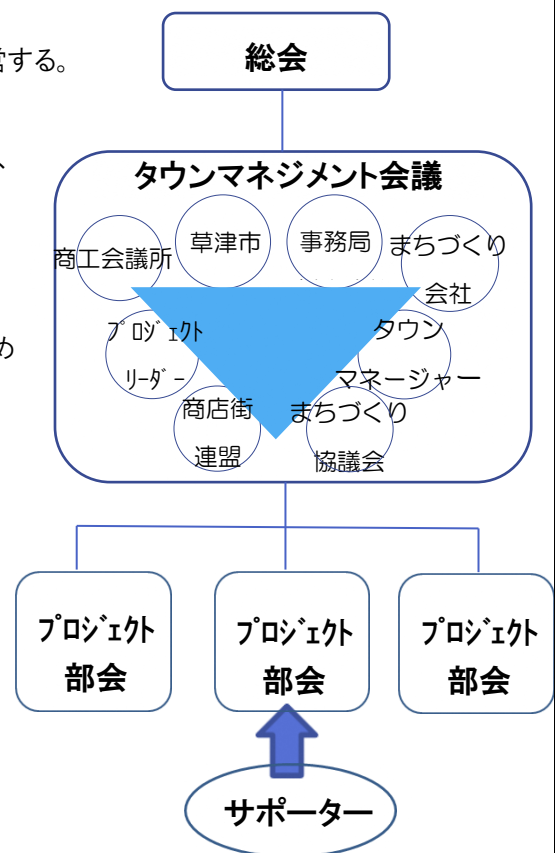 総会
営する。
、
タウンマネジメント会議
商工会議所
草津市
事務局
まちづくり
会社
め
プロジェクト
リーダー
タウン
マネージャー
商店街
連盟
まちづくり
協議会
プロジェクト
部会
プロジェクト
部会
プロジェクト
部会
サポーター